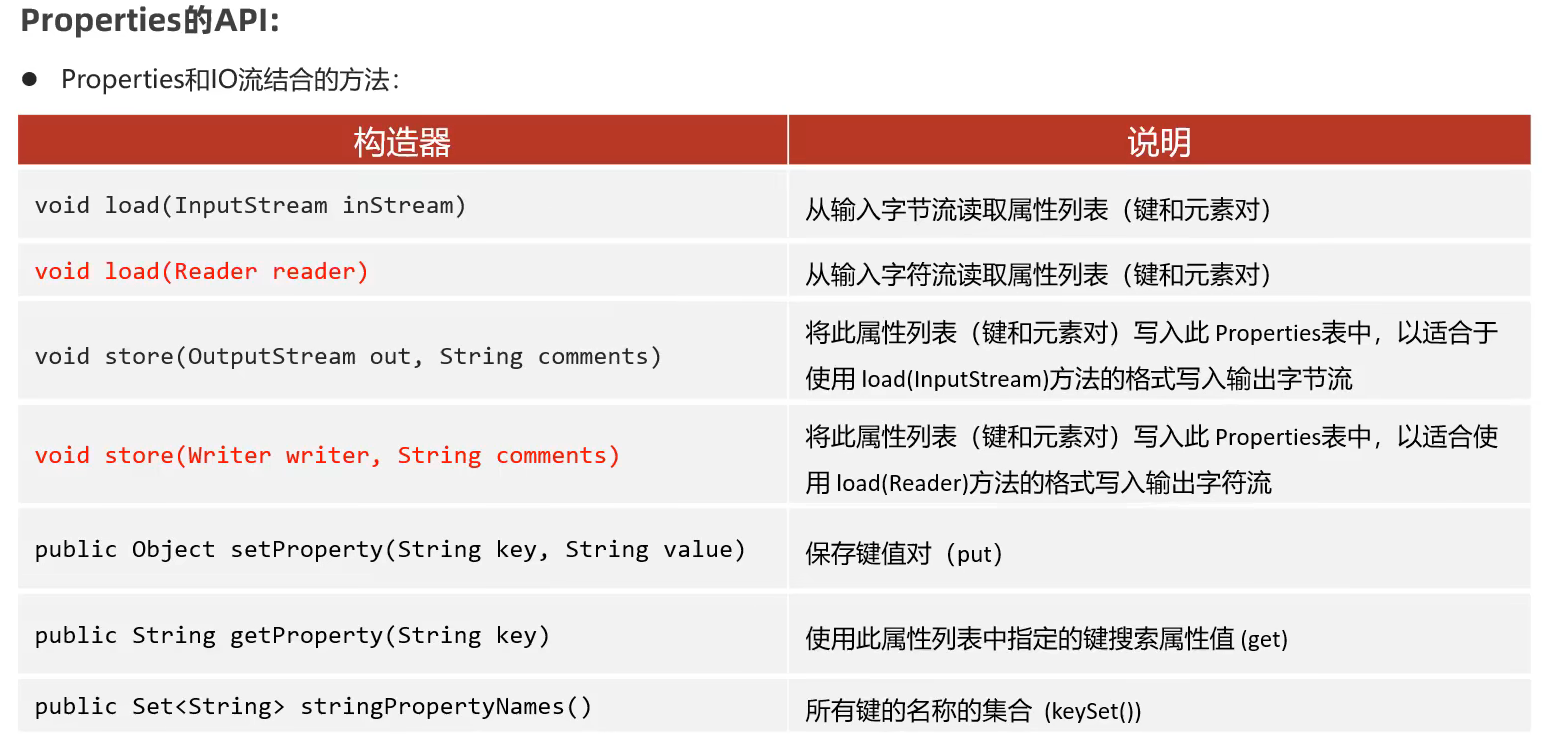 Properties的API:
● Properties和IO流结合的方法：
构造器 说明
void load(InputStream inStream) 从输入字节流读取属性列表（键和元素对）
void load(Reader reader) 从输入字符流读取属性列表（键和元素对）
void store(OutputStream out, String comments) 将此属性列表（键和元素对）写入此 Properties表中，以适合于
使用 load(InputStream)方法的格式写入输出字节流
void store(Writer writer, String comments) 将此属性列表（键和元素对）写入此 Properties表中，以适合使
用 load(Reader)方法的格式写入输出字符流
public Object setProperty(String key, String value) 保存键值对（put）
public String getProperty(String key) 使用此属性列表中指定的键搜索属性值 (get)
public Set<String> stringPropertyNames() 所有键的名称的集合 (keySet())